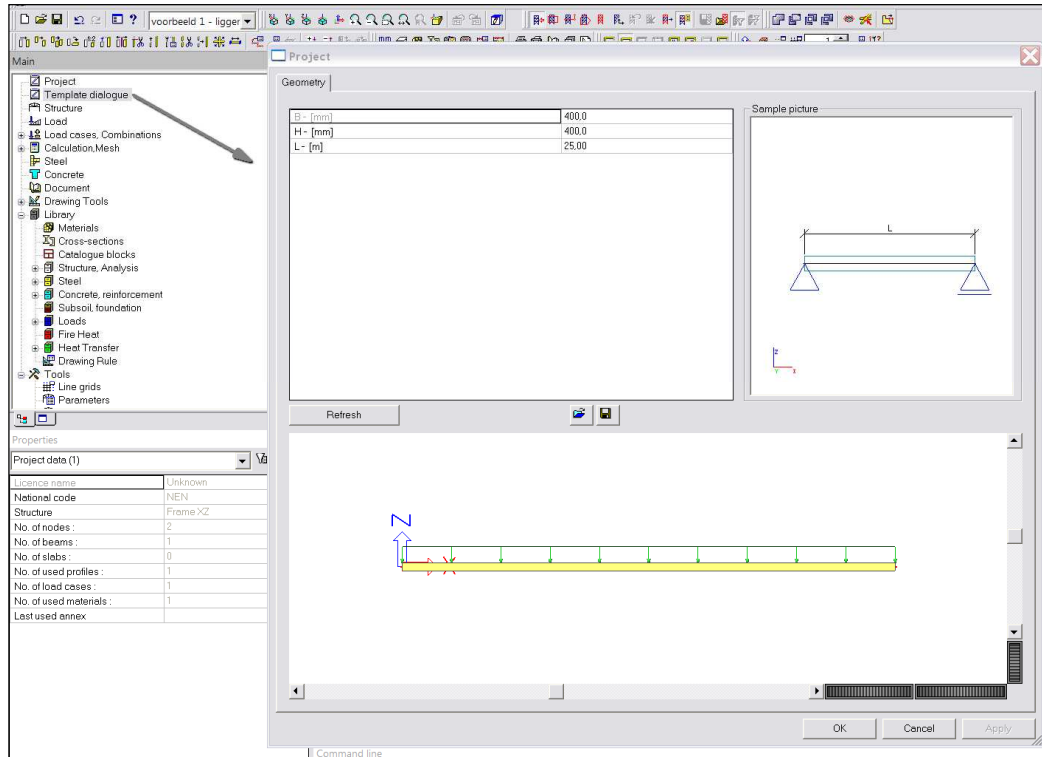 voorbeeld 1 - ligger
Main
Project
Template dialogue
Structure
Load
Load cases, Combinations
Calculation,Mesh
Steel
Concrete
Document
Drawing Tools
Library
Materials
Cross-sections
Catalogue blocks
Structure, Analysis
Steel
Concrete, reinforcement
Subsoil, foundation
Loads
Fire Heat
Heat Transfer
Drawing Rule
Tools
Line grids
Parameters
Properties
Project data (1)
Licence name Unknown
National code NEN
Structure Frame XZ
No. of nodes : 2
No. of beams : 1
No. of slabs : 0
No. of used profiles : 1
No. of load cases : 1
No. of used materials : 1
Last used annex
Project
Geometry
B - [mm] 400,0
H - [mm] 400,0
L - [m] 25,00
Sample picture
L
z
Y x
Refresh
Z
X
OK Cancel Apply
Command line